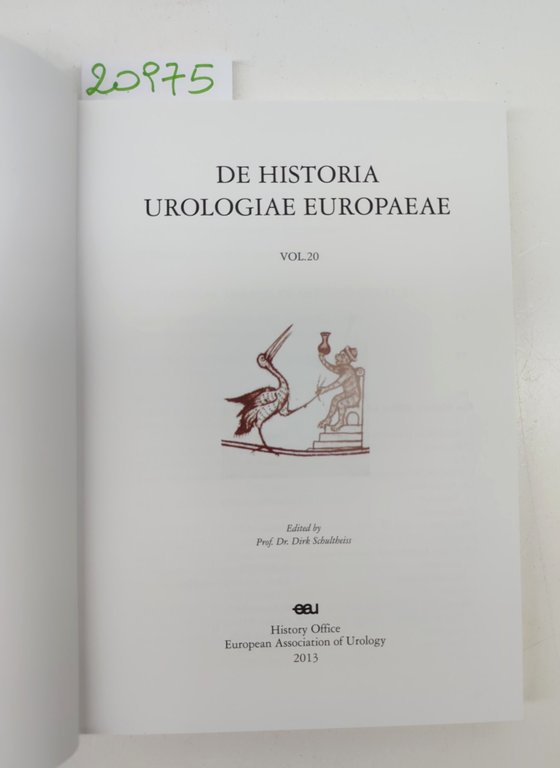 20975
DE HISTORIA
UROLOGIAE EUROPAEAE
VOL.20
Edited by
Prof. Dr. Dirk Schultheiss
eau
History Office
European Association of Urology
2013